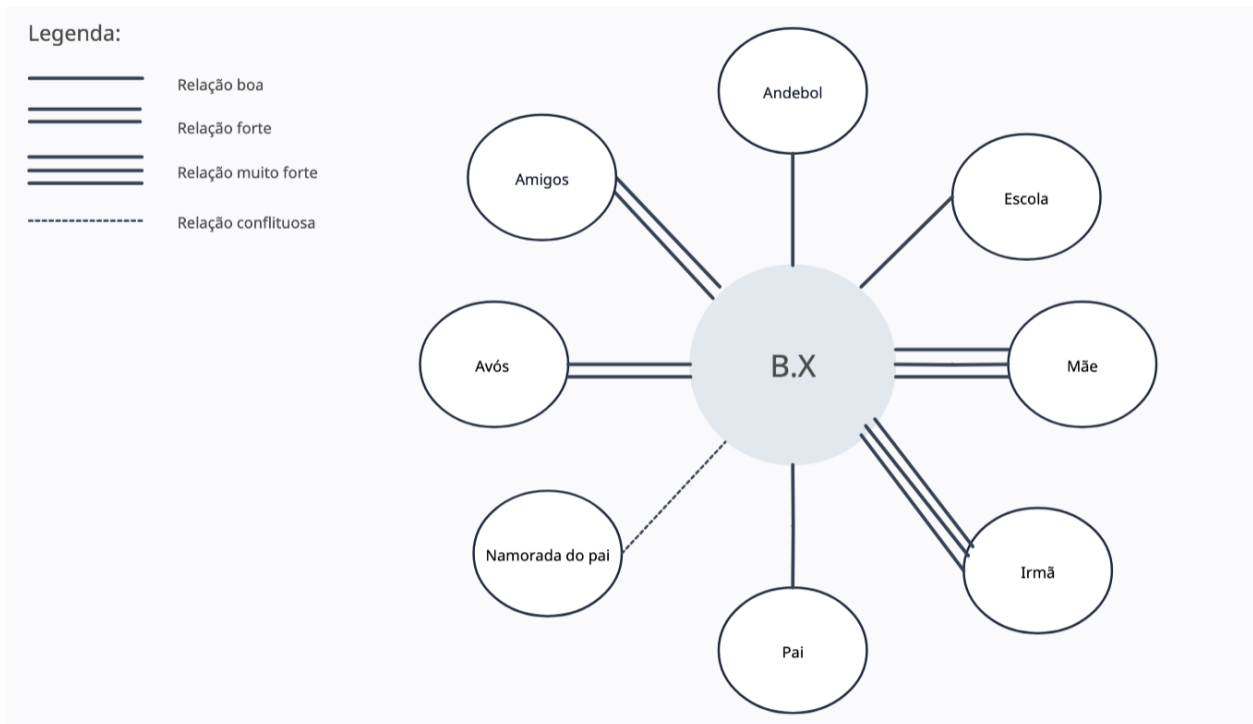 Legenda:
Relação boa
Relação forte
Relação muito forte
Relação conflituosa
Andebol
Amigos
Escola
Avós
B.X
Mãe
Namorada do pai
Irmã
Pai